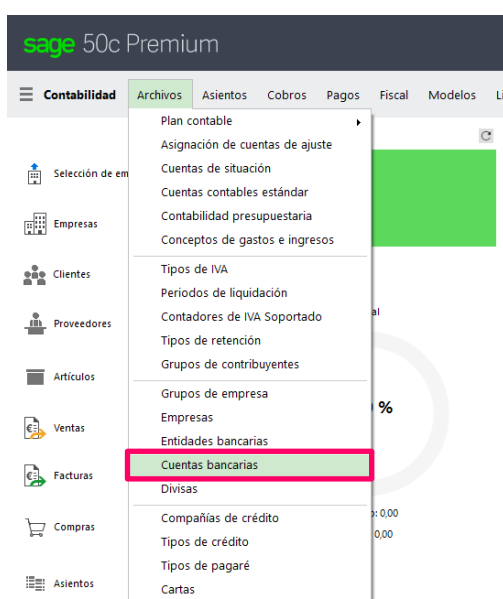 sage 50c Premium
Contabilidad Archivos Asientos Cobros Pagos Fiscal Modelos
Plan contable
Asignación de cuentas de ajuste
Cuentas de situación
Cuentas contables estándar
Contabilidad presupuestaria
Conceptos de gastos e ingresos
Tipos de IVA
Periodos de liquidación
Contadores de IVA Soportado
Tipos de retención
Grupos de contribuyentes
Grupos de empresa
Empresas
Entidades bancarias
Cuentas bancarias
Divisas
Compañías de crédito
Tipos de crédito
Tipos de pagaré
Cartas
Selección de em
Empresas
Clientes
Proveedores
Artículos
Ventas
Facturas
Compras
Asientos
al
%
: 0,00
0,00